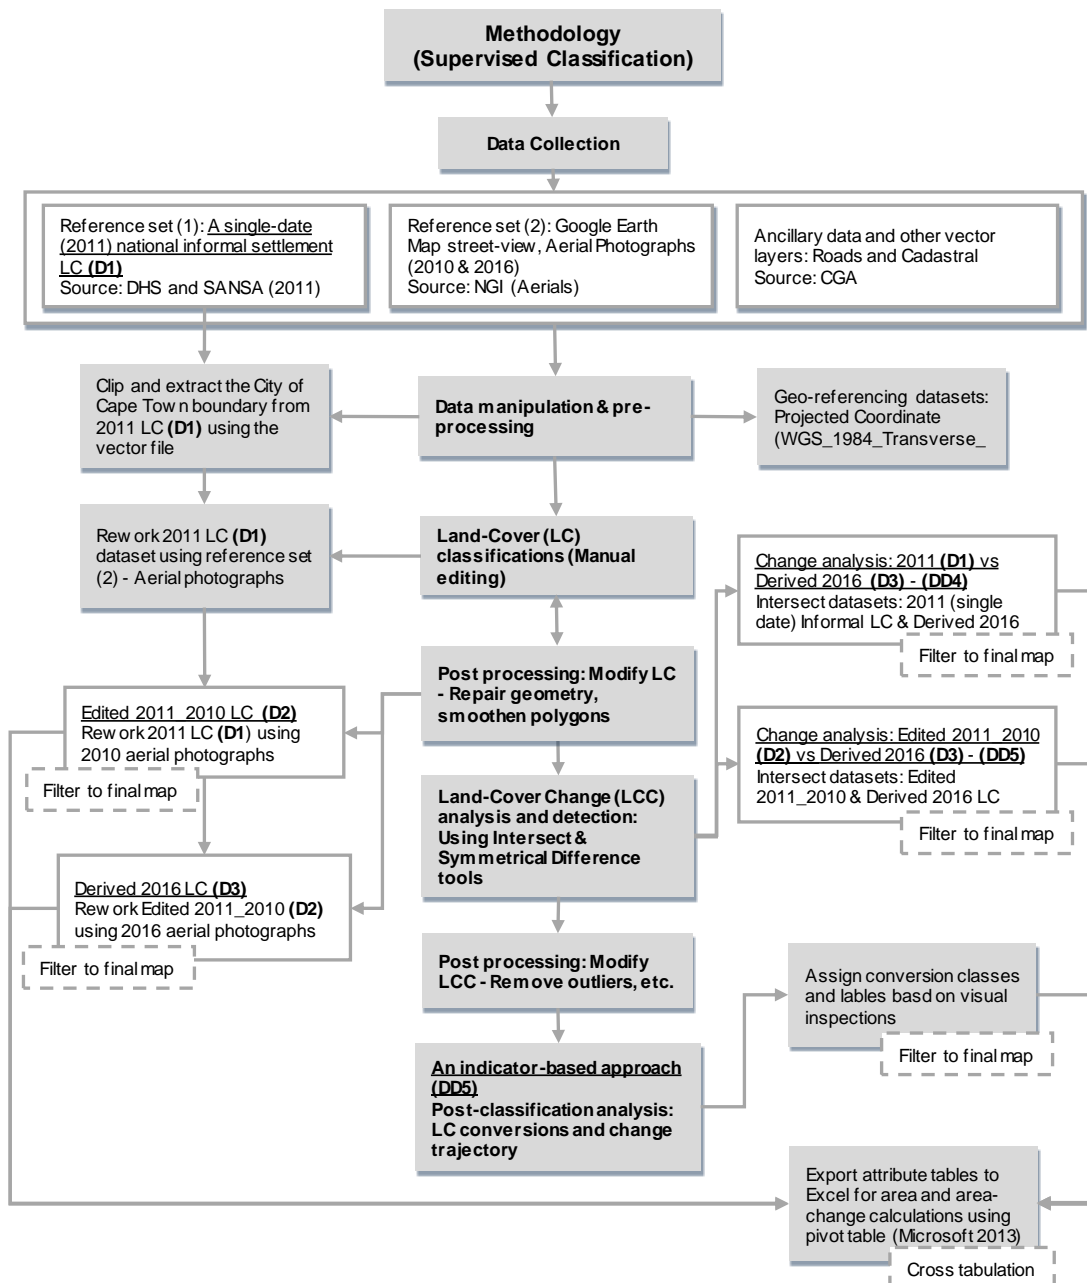 Methodology
(Supervised Classification)
Data Collection
Reference set (1): A single-date
(2011) national informal settlement
LC (D1)
Source: DHS and SANSA (2011)
Reference set (2): Google Earth
Map street-view, Aerial Photographs
(2010 & 2016)
Source: NGI (Aerials)
Ancillary data and other vector
layers: Roads and Cadastral
Source: CGA
Clip and extract the City of
Cape Town boundary from
2011 LC (D1) using the
vector file
Data manipulation & pre-
processing
Geo-referencing datasets:
Projected Coordinate
(WGS_1984_Transverse_
Rework 2011 LC (D1)
dataset using reference set
(2) - Aerial photographs
Land-Cover (LC)
classifications (Manual
editing)
Change analysis: 2011 (D1) vs
Derived 2016 (D3) - (DD4)
Intersect datasets: 2011 (single
date) Informal LC & Derived 2016
Filter to final map
Post processing: Modify LC
- Repair geometry,
smoothen polygons
Edited 2011_2010 LC (D2)
Rework 2011 LC (D1) using
2010 aerial photographs
Filter to final map
Change analysis: Edited 2011_2010
(D2) vs Derived 2016 (D3) - (DD5)
Intersect datasets: Edited
2011_2010 & Derived 2016 LC
Filter to final map
Land-Cover Change (LCC)
analysis and detection:
Using Intersect &
Symmetrical Difference
tools
Derived 2016 LC (D3)
Rework Edited 2011_2010 (D2)
using 2016 aerial photographs
Filter to final map
Post processing: Modify
LCC - Remove outliers, etc.
Assign conversion classes
and lables basd on visual
inspections
Filter to final map
An indicator-based approach
(DD5)
Post-classification analysis:
LC conversions and change
trajectory
Export attribute tables to
Excel for area and area-
change calculations using
pivot table (Microsoft 2013)
Cross tabulation